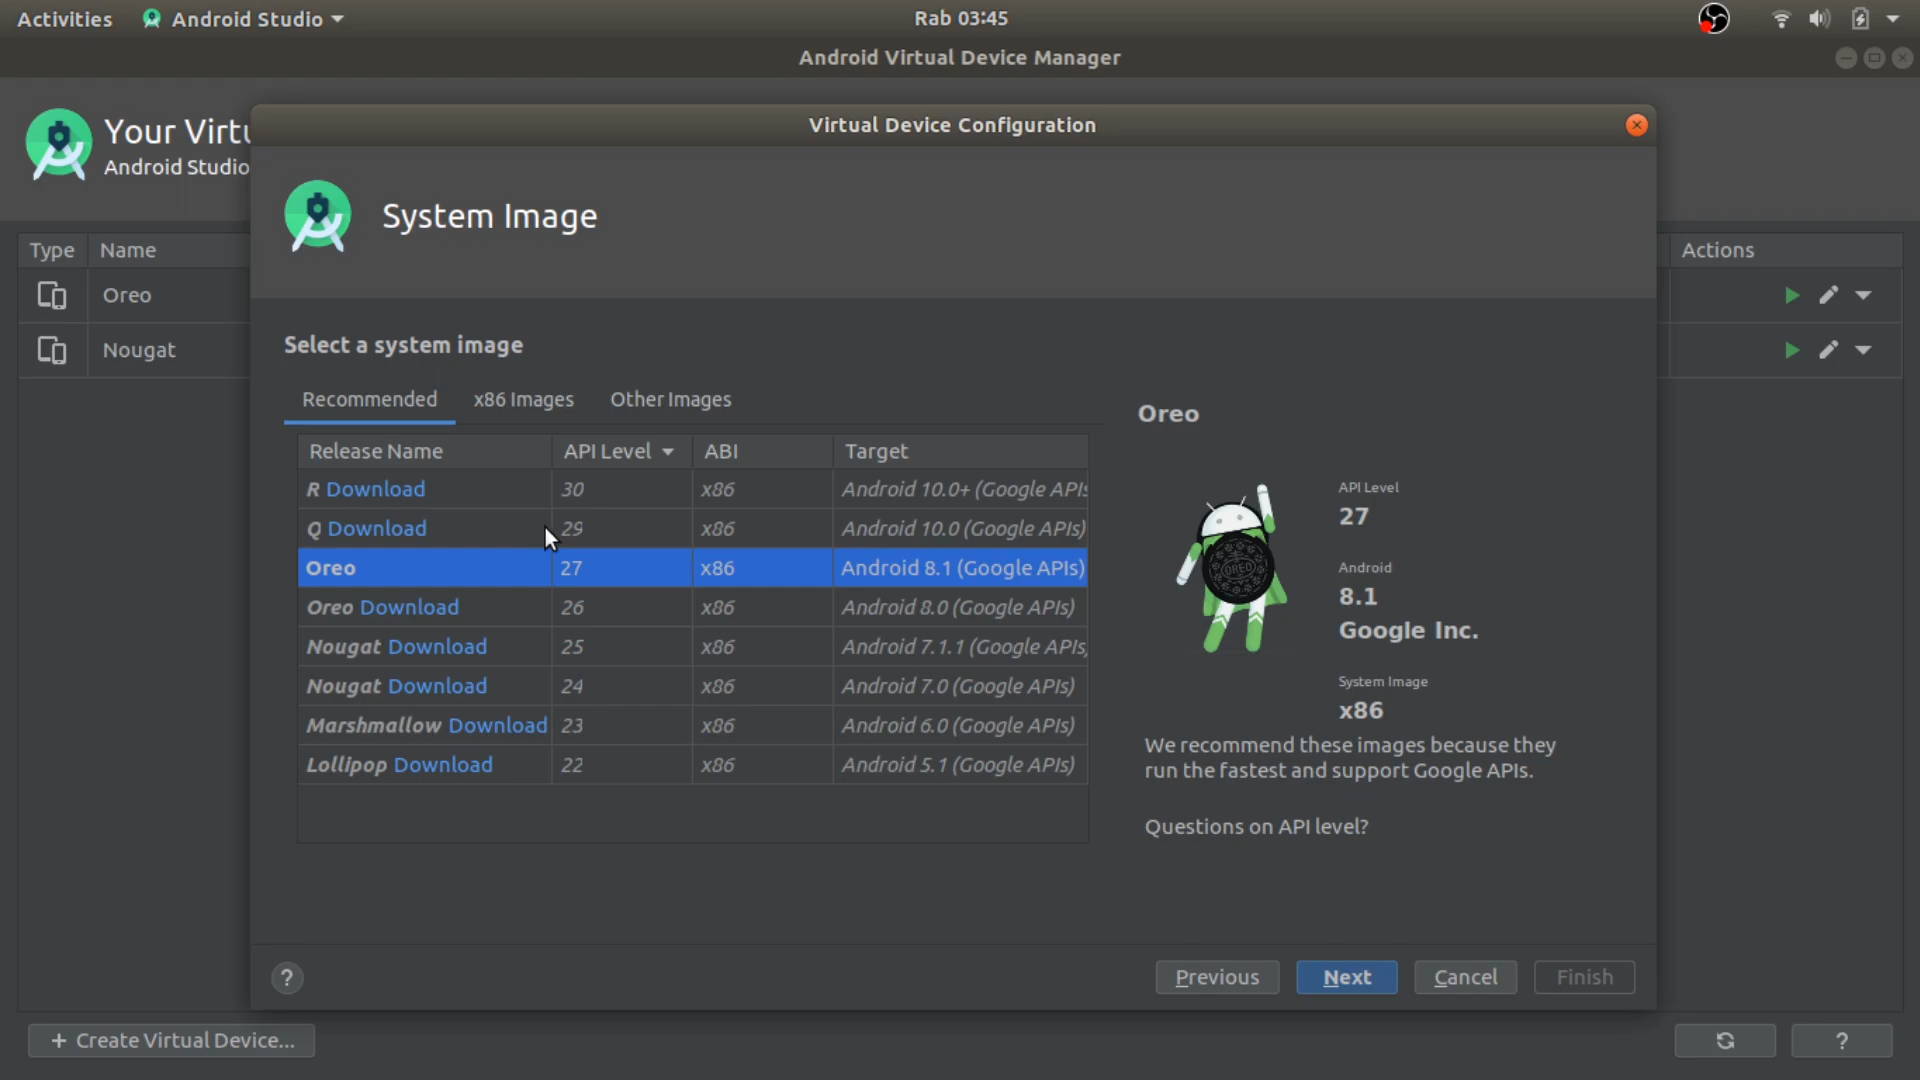 Activities Android Studio Rab 03:45
Android Virtual Device Manager
Your Virtu
Android Studio
Virtual Device Configuration
System Image
Type Name Actions
Oreo
Nougat
Select a system image
Recommended x86 Images Other Images
Release Name API Level ABI Target
R Download 30 x86 Android 10.0+ (Google APIs
Q Download 29 x86 Android 10.0 (Google APIs)
Oreo 27 x86 Android 8.1 (Google APIs)
Oreo Download 26 x86 Android 8.0 (Google APIs)
Nougat Download 25 x86 Android 7.1.1 (Google APIs)
Nougat Download 24 x86 Android 7.0 (Google APIs)
Marshmallow Download 23 x86 Android 6.0 (Google APIs)
Lollipop Download 22 x86 Android 5.1 (Google APIs)
Oreo
OREO
API Level
27
Android
8.1
Google Inc.
System Image
x86
We recommend these images because they
run the fastest and support Google APIs.
Questions on API level?
? Previous Next Cancel Finish
+ Create Virtual Device... ?